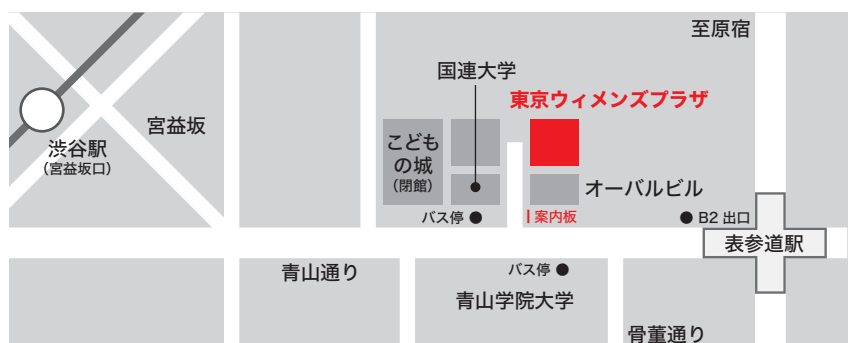 至原宿
国連大学
東京ウィメンズプラザ
宮益坂
渋谷駅
(宮益坂口)
こども
の城
(閉館)
オーバルビル
バス停
案内板
B2 出口
表参道駅
青山通り
バス停
青山学院大学
骨董通り